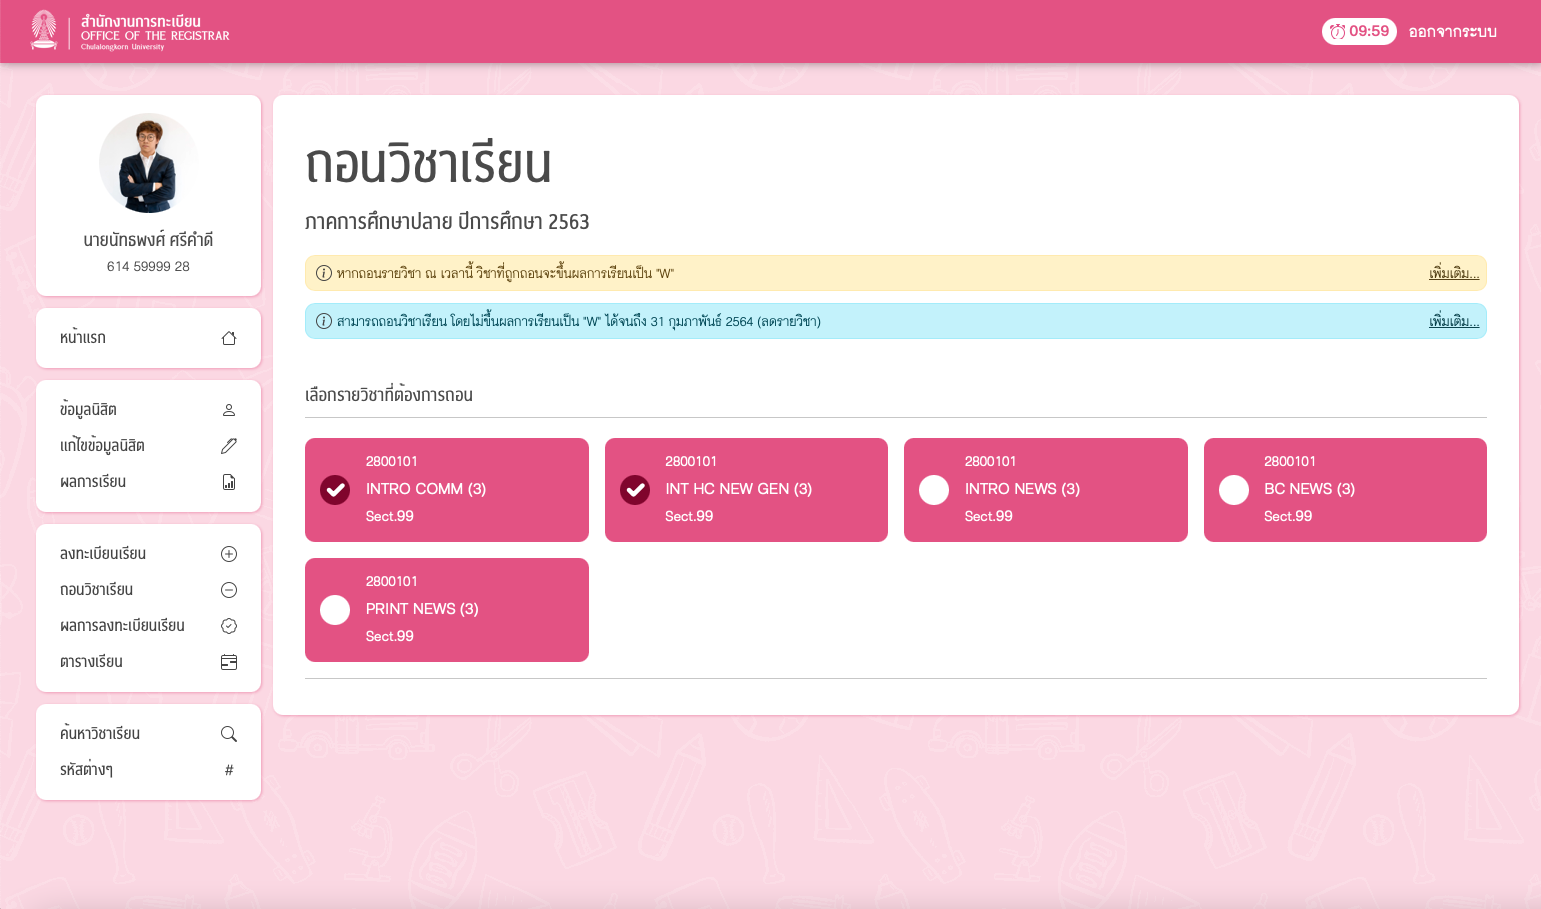 สำนักงานการทะเบียน
OFFICE OF THE REGISTRAR
Chulalongkorn University
09:59
ออกจากระบบ
นายนัทธพงศ์ ศรีคำดี
614 59999 28
หน้าแรก
ข้อมูลนิสิต
แก้ไขข้อมูลนิสิต
ผลการเรียน
ลงทะเบียนเรียน
ถอนวิชาเรียน
ผลการลงทะเบียนเรียน
ตารางเรียน
ค้นหาวิชาเรียน
รหัสต่างๆ
#
ถอนวิชาเรียน
ภาคการศึกษาปลาย ปีการศึกษา 2563
หากถอนรายวิชา ณ เวลานี้ วิชาที่ถูกถอนจะขึ้นผลการเรียนเป็น "W"
เพิ่มเติม...
สามารถถอนวิชาเรียน โดยไม่ขึ้นผลการเรียนเป็น "W" ได้จนถึง 31 กุมภาพันธ์ 2564 (ลดรายวิชา)
เพิ่มเติม...
เลือกรายวิชาที่ต้องการถอน
2800101
INTRO COMM (3)
Sect.99
2800101
INT HC NEW GEN (3)
Sect.99
2800101
INTRO NEWS (3)
Sect.99
2800101
BC NEWS (3)
Sect.99
2800101
PRINT NEWS (3)
Sect.99